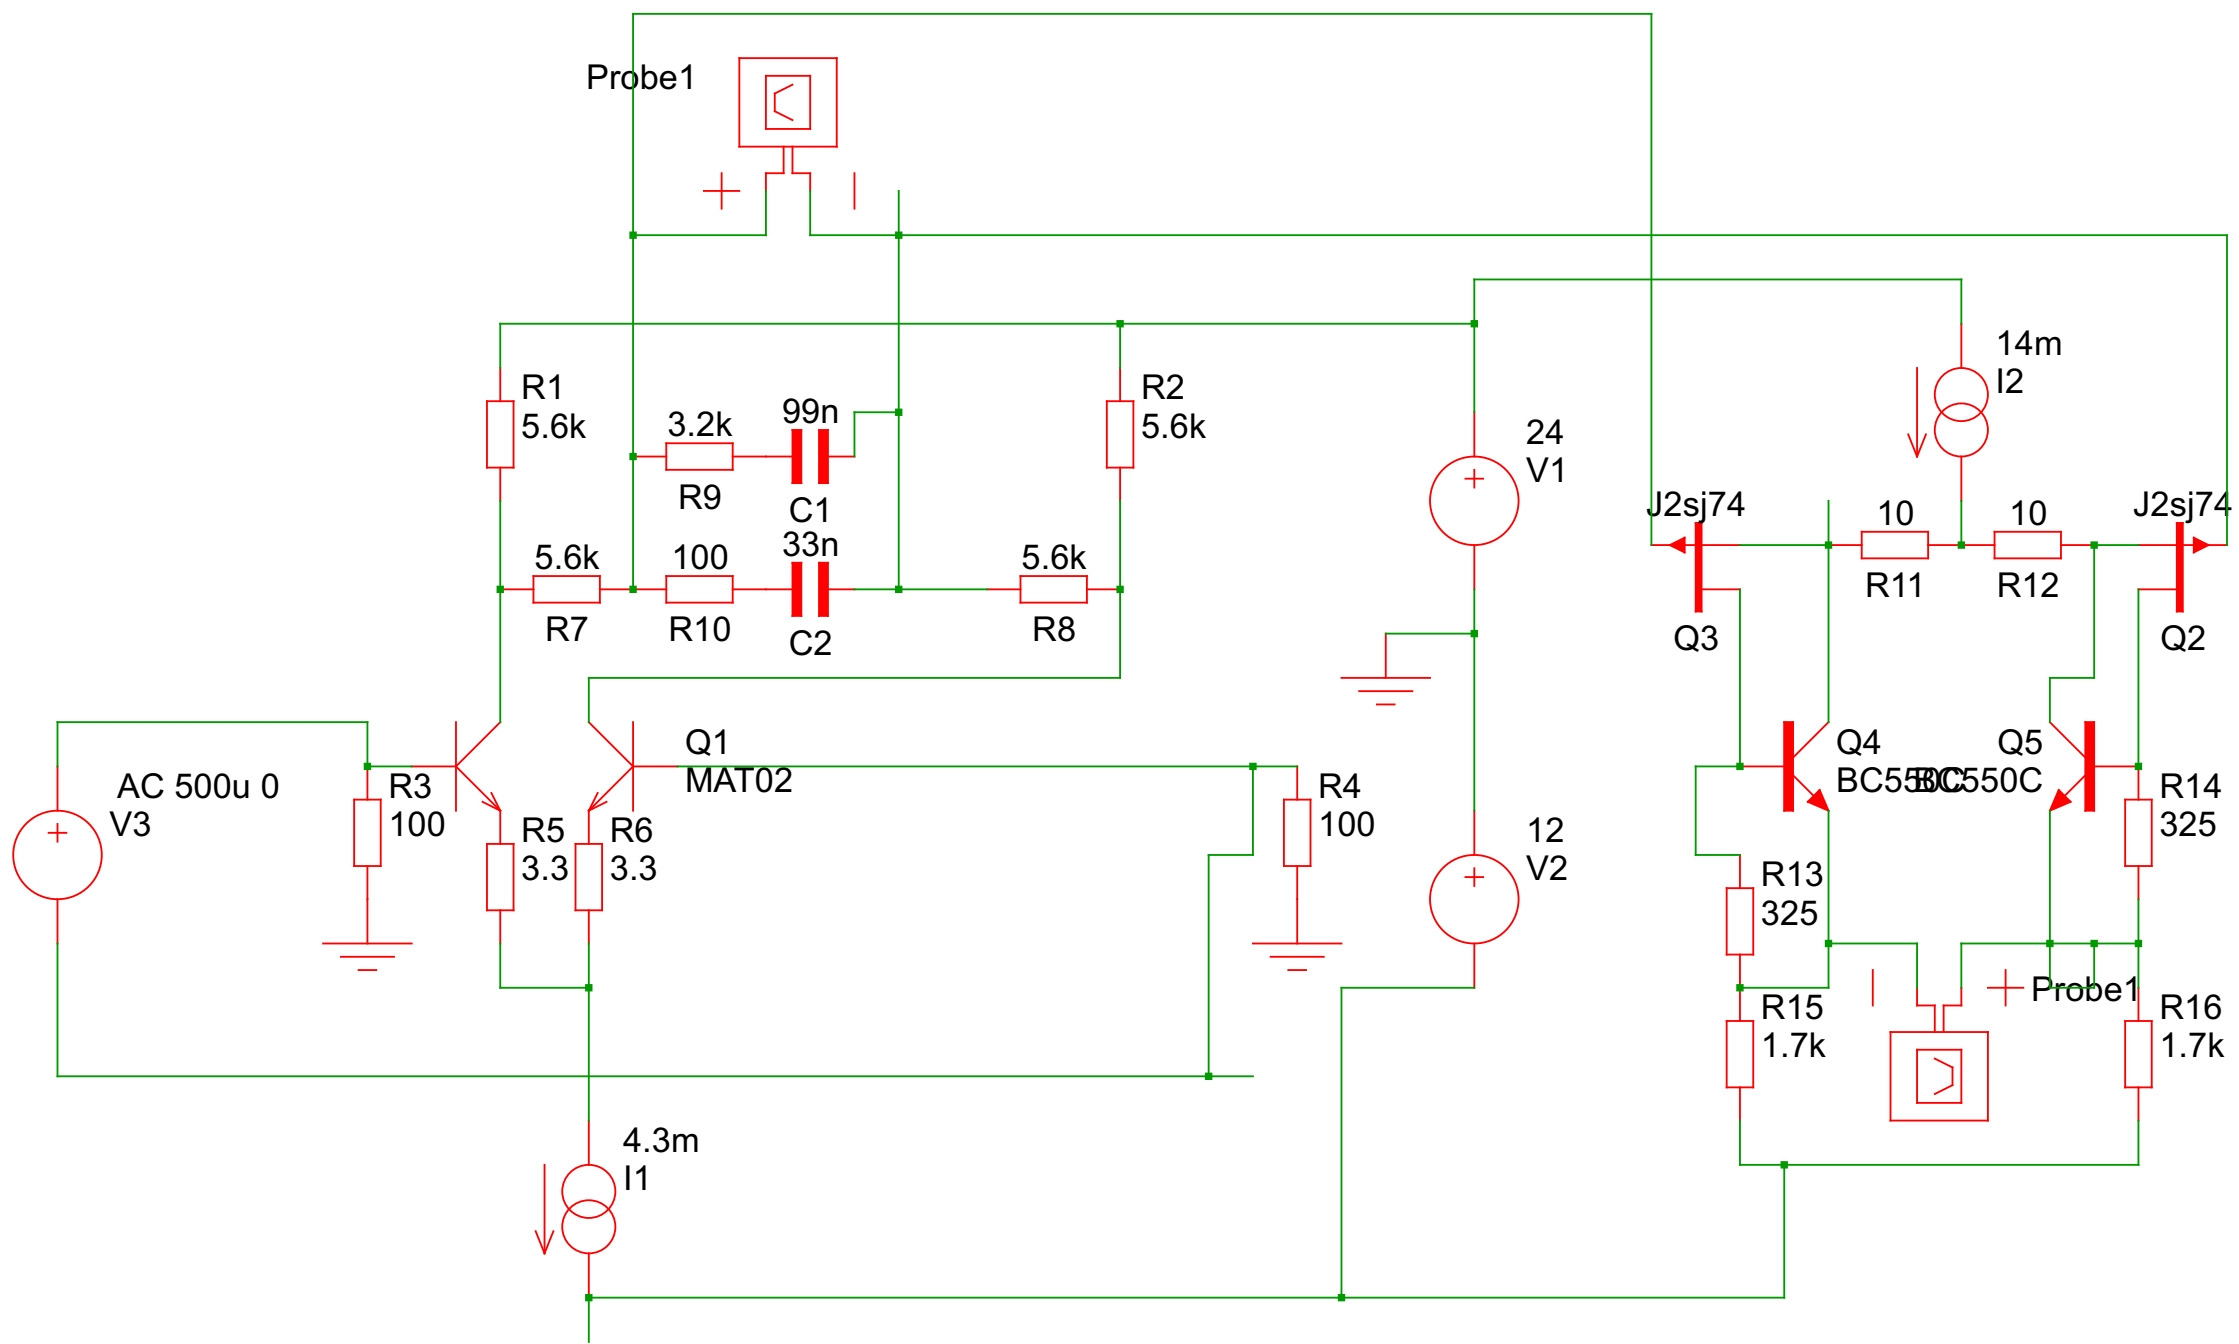 Probe1
14m
I2
R1
5.6k
99n
3.2k
R2
5.6k
24
V1
R9
C1
J2sj74
10
10
J2sj74
5.6k
100
33n
5.6k
R11
R12
R7
R10
C2
R8
Q3
Q2
Q1
MAT02
Q4
BC550C
Q5
BC550C
AC 500u 0
V3
R3
100
R4
100
R14
325
R5
3.3
R6
3.3
12
V2
R13
325
Probe1
R15
1.7k
R16
1.7k
4.3m
I1